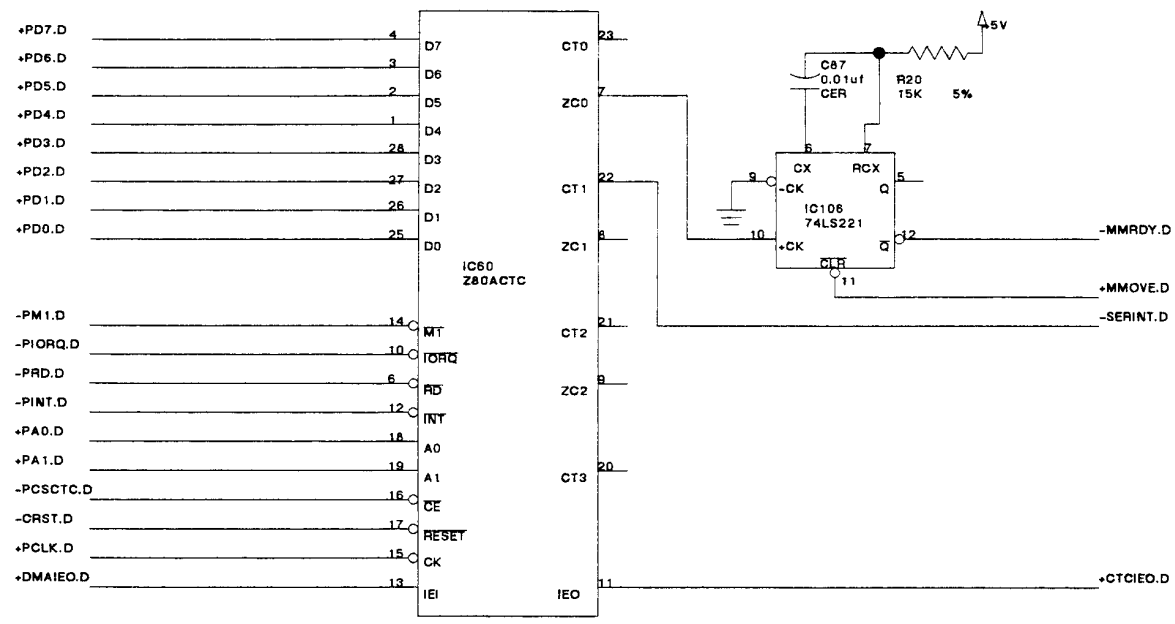 +PD7.D 4 D7
+PD6.D 3 D6
+PD5.D 2 D5
+PD4.D 1 D4
+PD3.D 28 D3
+PD2.D 27 D2
+PD1.D 26 D1
+PD0.D 25 D0
-PM1.D 14 M1
-PIORQ.D 10 IORQ
-PRD.D 6 RD
-PINT.D 12 INT
+PA0.D 18 A0
+PA1.D 19 A1
-PCSCTC.D 16 CE
-CRST.D 17 RESET
+PCLK.D 15 CK
+DMAIEO.D 13 IEI
IC60
Z80ACTC
CT0 23
ZC0 7
CT1 22
ZC1 8
CT2 21
ZC2 9
CT3 20
IEO 11
+5V
C87
0.01uf
CER
R20
15K 5%
6 7
CX RCX
9 -CK
Q 5
IC106
74LS221
10 +CK
Q 12
CLR
11
-MMRDY.D
+MMOVE.D
-SERINT.D
+CTCIEO.D